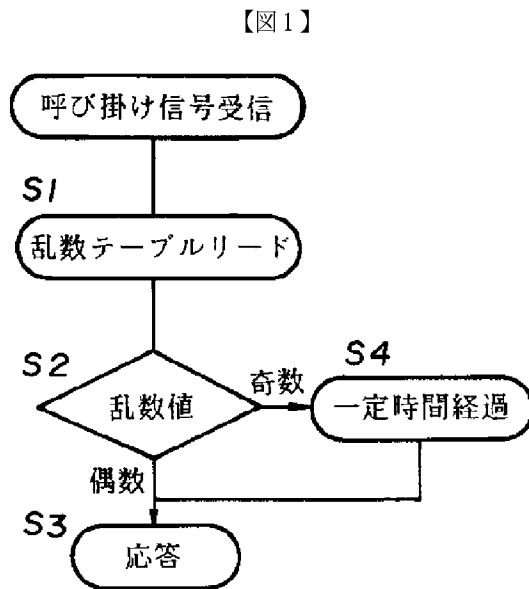 【図1】
呼び掛け信号受信
S1
乱数テーブルリード
S2
乱数値
奇数
S4
一定時間経過
偶数
S3
応答